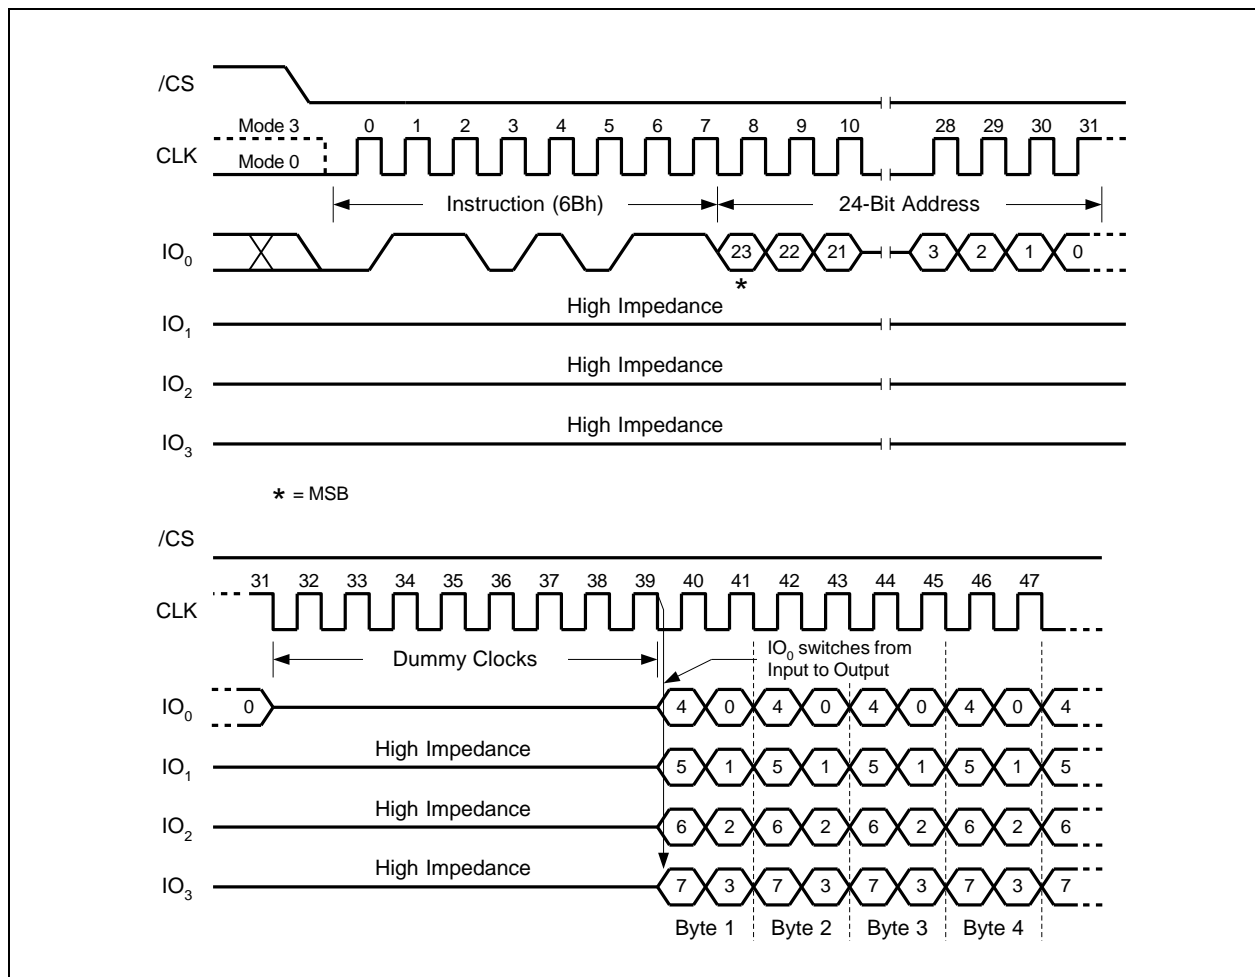 /CS
Mode 3
0 1 2 3 4 5 6 7 8 9 10 28 29 30 31
CLK
Mode 0
Instruction (6Bh)
24-Bit Address
IO0
23 22 21 3 2 1 0
*
High Impedance
IO1
High Impedance
IO2
High Impedance
IO3
* = MSB
/CS
31 32 33 34 35 36 37 38 39 40 41 42 43 44 45 46 47
CLK
Dummy Clocks
IO0 switches from
Input to Output
IO0
0 4 0 4 0 4 0 4 0 4
High Impedance
IO1
5 1 5 1 5 1 5 1 5
High Impedance
IO2
6 2 6 2 6 2 6 2 6
High Impedance
IO3
7 3 7 3 7 3 7 3 7
Byte 1 Byte 2 Byte 3 Byte 4